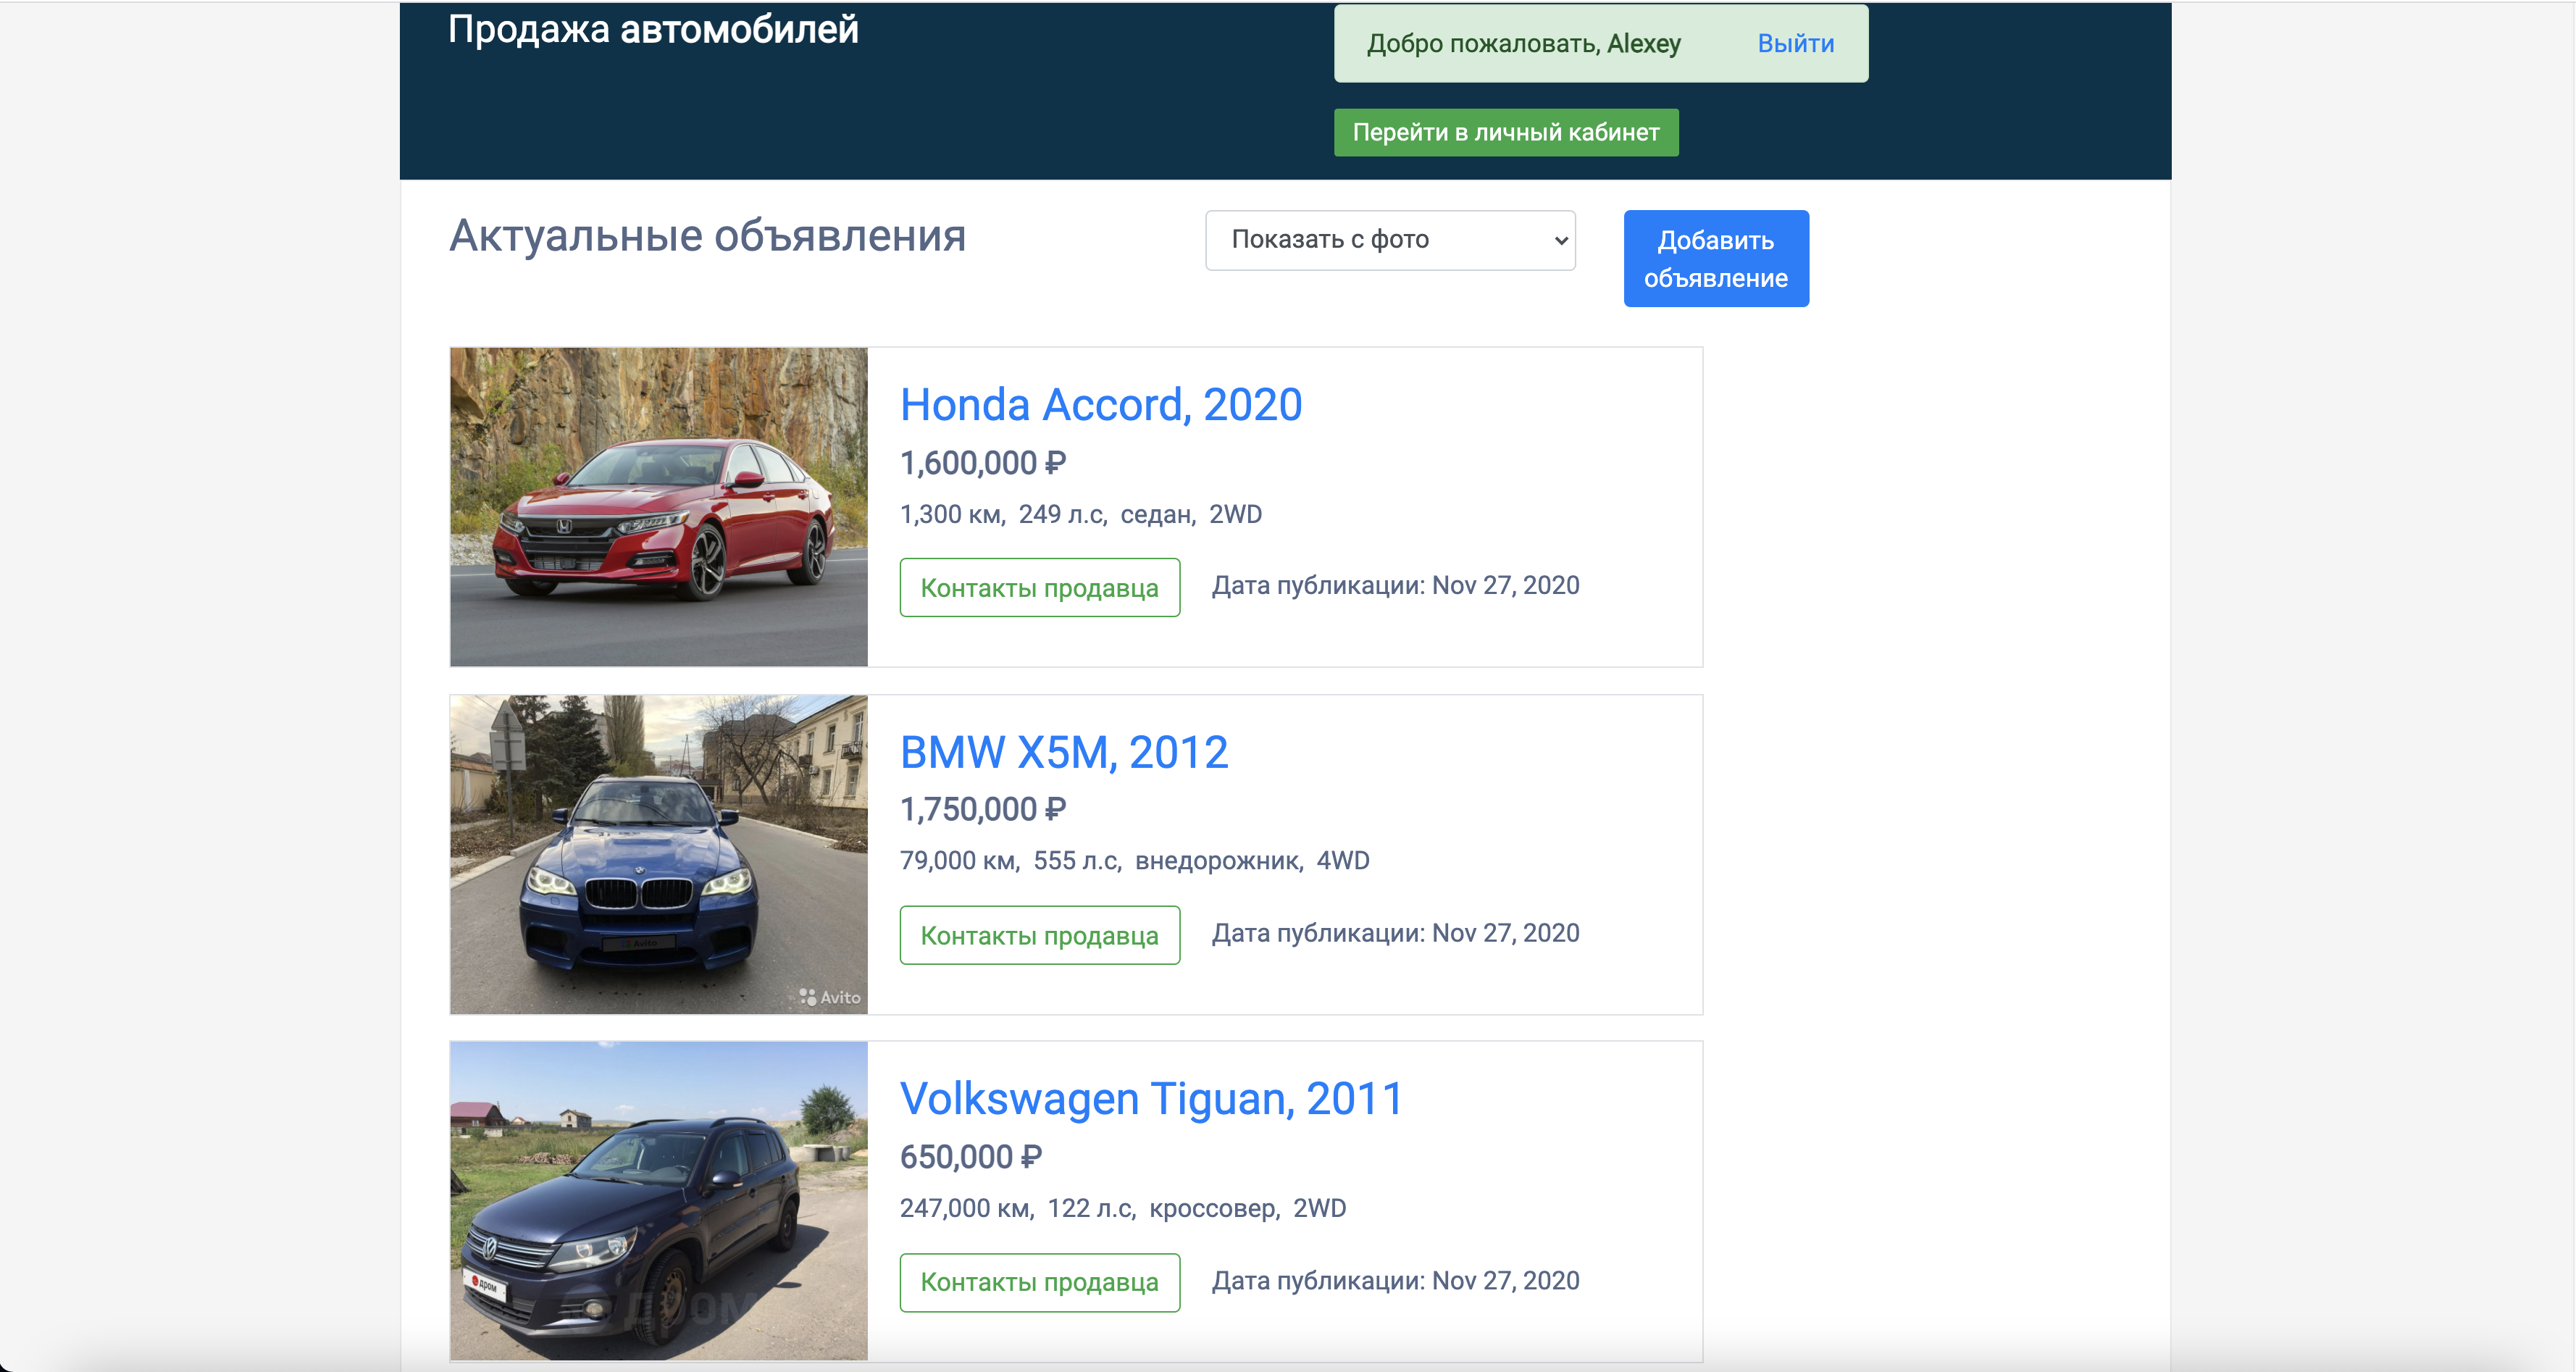 Продажа автомобилей
Добро пожаловать, Alexey Выйти
Перейти в личный кабинет
Актуальные объявления
Показать с фото
Добавить
объявление
Honda Accord, 2020
1,600,000 ₽
1,300 км, 249 л.с, седан, 2WD
Контакты продавца
Дата публикации: Nov 27, 2020
Avito
Avito
BMW X5M, 2012
1,750,000 ₽
79,000 км, 555 л.с, внедорожник, 4WD
Контакты продавца
Дата публикации: Nov 27, 2020
дром
ДРОМ
Volkswagen Tiguan, 2011
650,000 ₽
247,000 км, 122 л.с, кроссовер, 2WD
Контакты продавца
Дата публикации: Nov 27, 2020